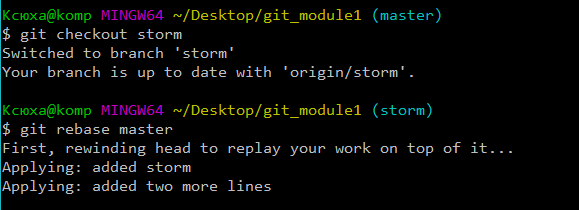 Ксюха@komp MINGW64 ~/Desktop/git_module1 (master)
$ git checkout storm
Switched to branch 'storm'
Your branch is up to date with 'origin/storm'.
Ксюха@komp MINGW64 ~/Desktop/git_module1 (storm)
$ git rebase master
First, rewinding head to replay your work on top of it...
Applying: added storm
Applying: added two more lines